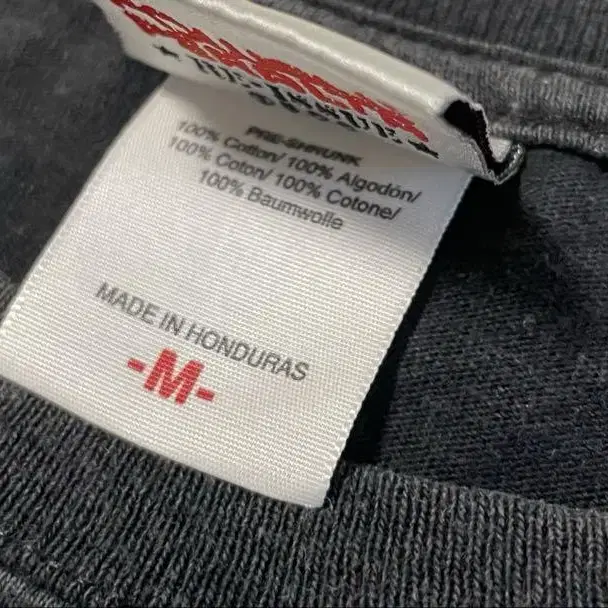 PRE-SHRUNK
100% Cotton/ 100% Algodón/
100% Coton/ 100% Cotone/
100% Baumwolle
MADE IN HONDURAS
-M-